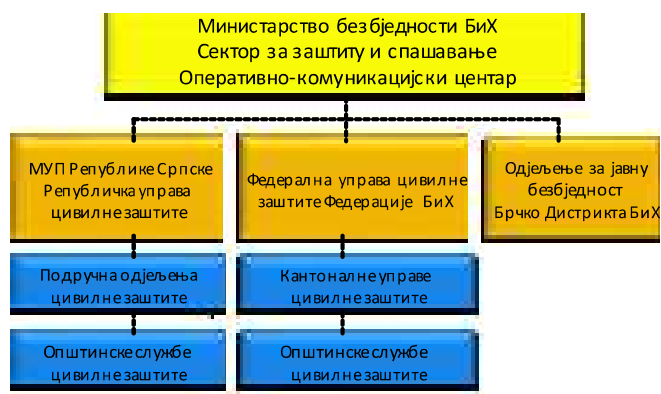 Министарство безбједности БиХ
Сектор за заштиту и спашавање
Оперативно-комуникацијски центар
МУП Републике Српске
Републичка управа
цивилне заштите
Федерална управа цивилне
заштите Федерације БиХ
Одјељење за јавну
безбједност
Брчко Дистрикта БиХ
Подручна одјељења
цивилне заштите
Кантоналне управе
цивилне заштите
Општинске службе
цивилне заштите
Општинске службе
цивилне заштите